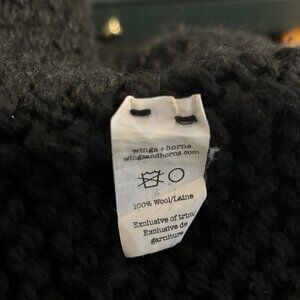 wings + horns
wingsandhorns.com
100% Wool/Laine
Exclusive of trim/
Exclusive de
garniture